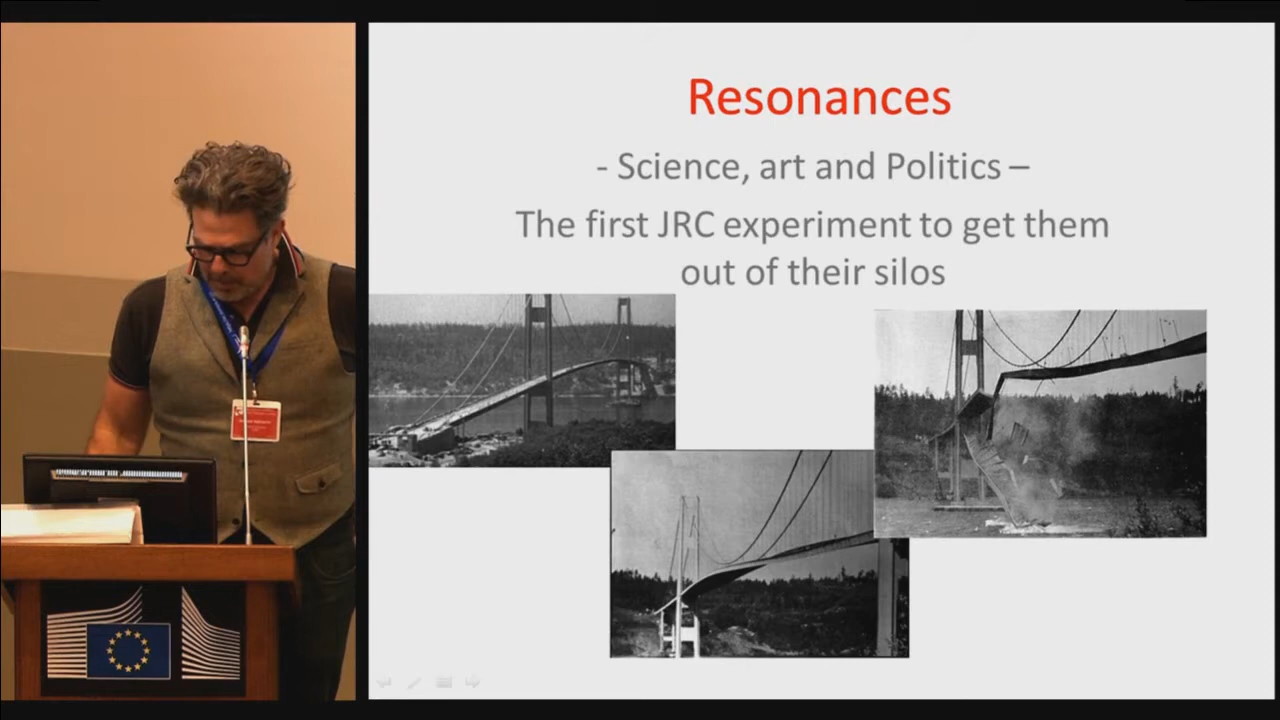 Resonances
- Science, art and Politics –
The first JRC experiment to get them
out of their silos